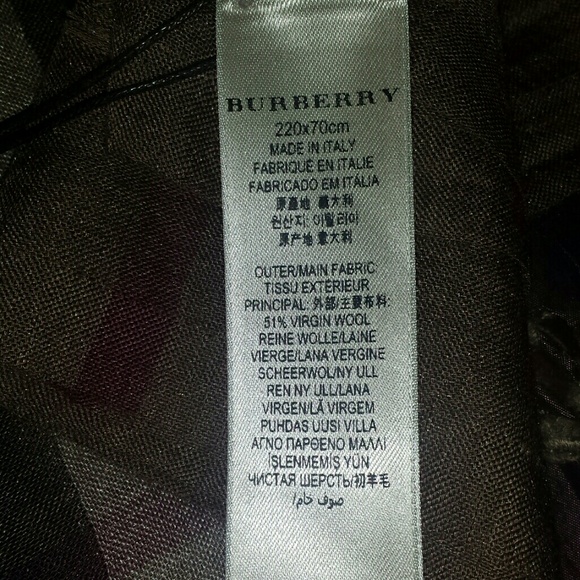 BURBERRY
220x70cm
MADE IN ITALY
FABRIQUÉ EN ITALIE
FABRICADO EM ITÁLIA
原產地 義大利
원산지: 이탈리아
原产地 意大利
OUTER/MAIN FABRIC
TISSU EXTÉRIEUR
PRINCIPAL: 外部/主要布料:
51% VIRGIN WOOL
REINE WOLLE/LAINE
VIERGE/LANA VERGINE
SCHEERWOL/NY ULL
REN NY ULL/LANA
VIRGEN/LÃ VIRGEM
PUHDAS UUSI VILLA
ΑΓΝΟ ΠΑΡΘΕΝΟ ΜΑΛΛΙ
İŞLENMEMİŞ YÜN
ЧИСТАЯ ШЕРСТЬ/初羊毛
صوف خام/